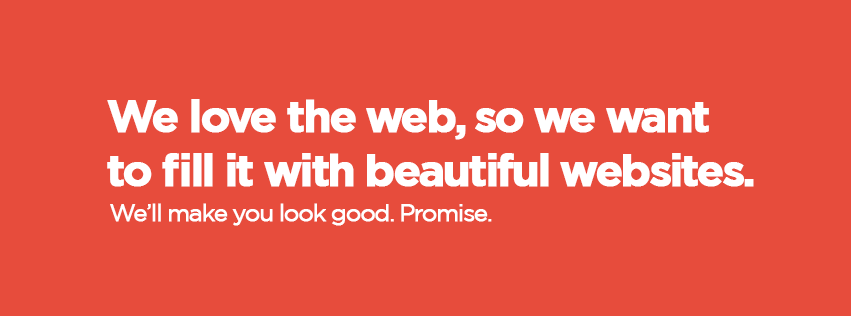 We love the web, so we want
to fill it with beautiful websites.
We’ll make you look good. Promise.